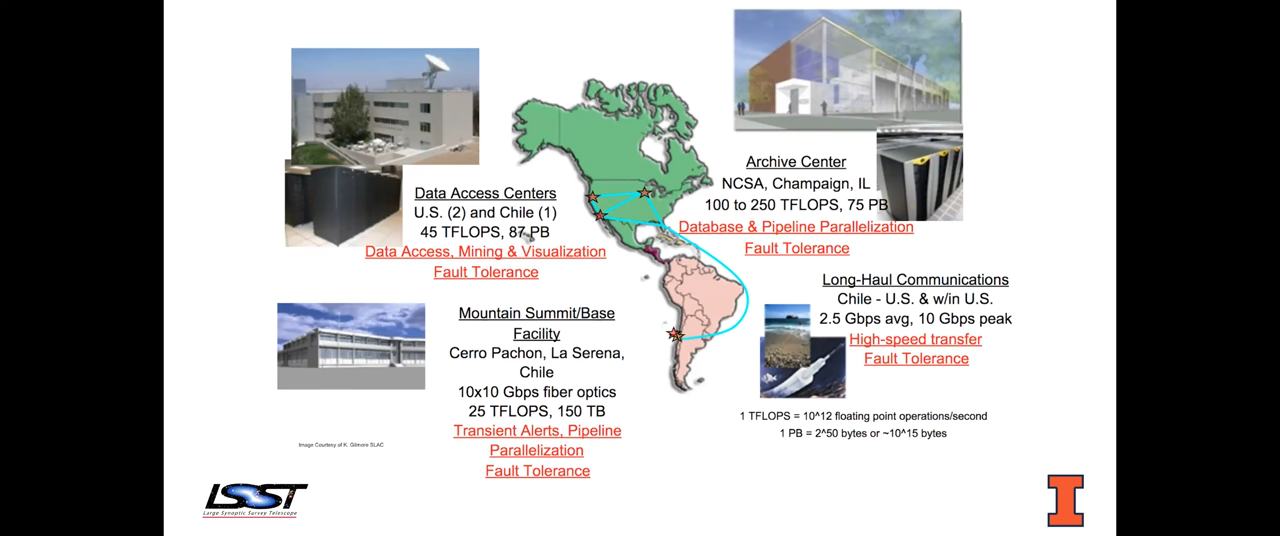 Archive Center
NCSA, Champaign, IL
100 to 250 TFLOPS, 75 PB
Database & Pipeline Parallelization
Fault Tolerance
Data Access Centers
U.S. (2) and Chile (1)
45 TFLOPS, 87 PB
Data Access, Mining & Visualization
Fault Tolerance
Long-Haul Communications
Chile - U.S. & w/in U.S.
2.5 Gbps avg, 10 Gbps peak
High-speed transfer
Fault Tolerance
Mountain Summit/Base
Facility
Cerro Pachon, La Serena,
Chile
10x10 Gbps fiber optics
25 TFLOPS, 150 TB
Transient Alerts, Pipeline
Parallelization
Fault Tolerance
1 TFLOPS = 10^12 floating point operations/second
1 PB = 2^50 bytes or ~10^15 bytes
Image Courtesy of K. Gilmore SLAC
LSST
Large Synoptic Survey Telescope
I